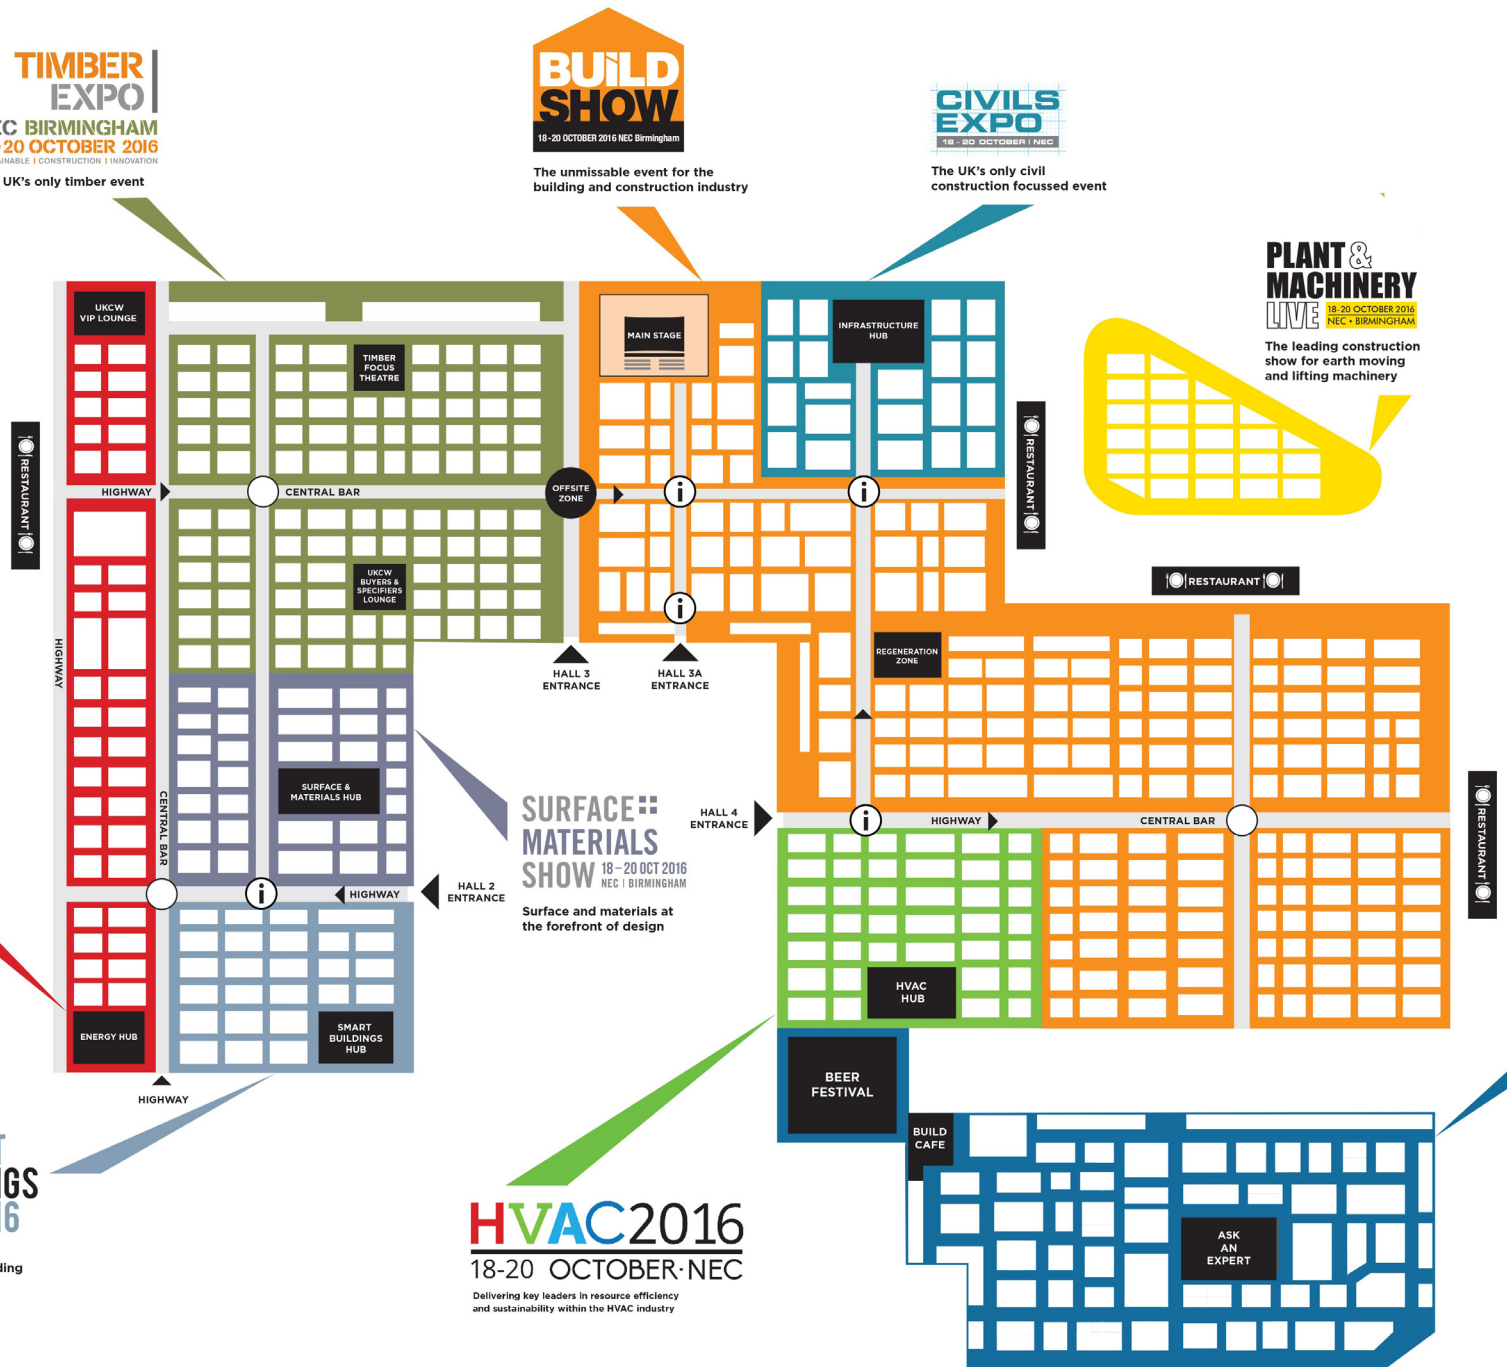 TIMBER
EXPO
BIRMINGHAM
20 OCTOBER 2016
CONSTRUCTION | INNOVATION
UK's only timber event
BUILD
SHOW
18-20 OCTOBER 2016 NEC Birmingham
The unmissable event for the
building and construction industry
CIVILS
EXPO
18 - 20 OCTOBER | NEC
The UK's only civil
construction focussed event
PLANT &
MACHINERY
LIVE
18-20 OCTOBER 2016
NEC • BIRMINGHAM
The leading construction
show for earth moving
and lifting machinery
UKCW
VIP LOUNGE
TIMBER
FOCUS
THEATRE
MAIN STAGE
INFRASTRUCTURE
HUB
RESTAURANT
RESTAURANT
HIGHWAY
CENTRAL BAR
OFFSITE
ZONE
i
i
UKCW
BUYERS &
SPECIFIERS
LOUNGE
i
RESTAURANT
HIGHWAY
HALL 3
ENTRANCE
HALL 3A
ENTRANCE
REGENERATION
ZONE
SURFACE &
MATERIALS HUB
CENTRAL BAR
SURFACE
MATERIALS
SHOW
18 – 20 OCT 2016
NEC | BIRMINGHAM
Surface and materials at
the forefront of design
HALL 4
ENTRANCE
i
HIGHWAY
CENTRAL BAR
RESTAURANT
i
HIGHWAY
HALL 2
ENTRANCE
HVAC
HUB
ENERGY HUB
SMART
BUILDINGS
HUB
HIGHWAY
BEER
FESTIVAL
BUILD
CAFE
HVAC2016
18-20 OCTOBER·NEC
Delivering key leaders in resource efficiency
and sustainability within the HVAC industry
ASK
AN
EXPERT